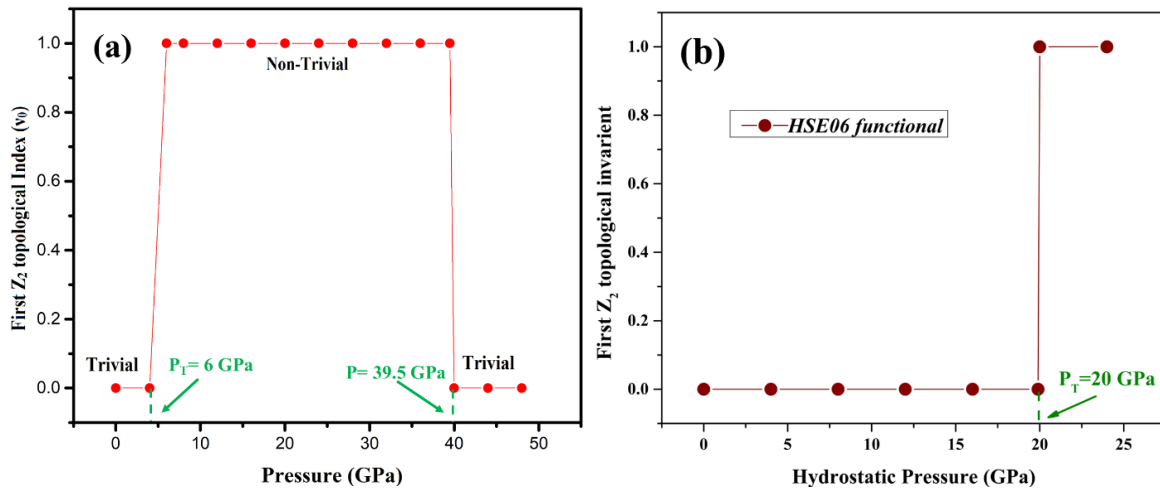 (a)
First Z₂ topological Index (ν₀)
1.0
0.8
0.6
0.4
0.2
0.0
Non-Trivial
Trivial
P_T= 6 GPa
P= 39.5 GPa
Trivial
0 10 20 30 40 50
Pressure (GPa)
(b)
First Z₂ topological invarient
1.0
0.8
0.6
0.4
0.2
0.0
HSE06 functional
P_T=20 GPa
0 5 10 15 20 25
Hydrostatic Pressure (GPa)